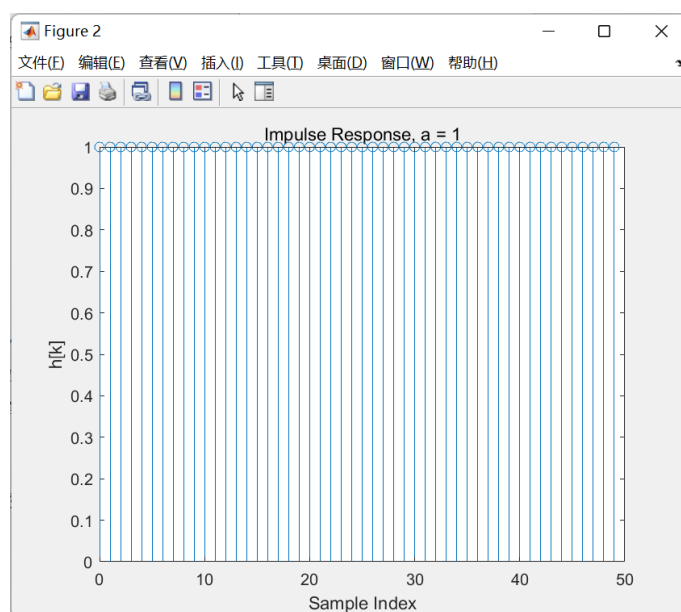 Figure 2
文件(F) 编辑(E) 查看(V) 插入(I) 工具(T) 桌面(D) 窗口(W) 帮助(H)
Impulse Response, a = 1
1
0.9
0.8
0.7
0.6
0.5
0.4
0.3
0.2
0.1
0
h[k]
0 10 20 30 40 50
Sample Index